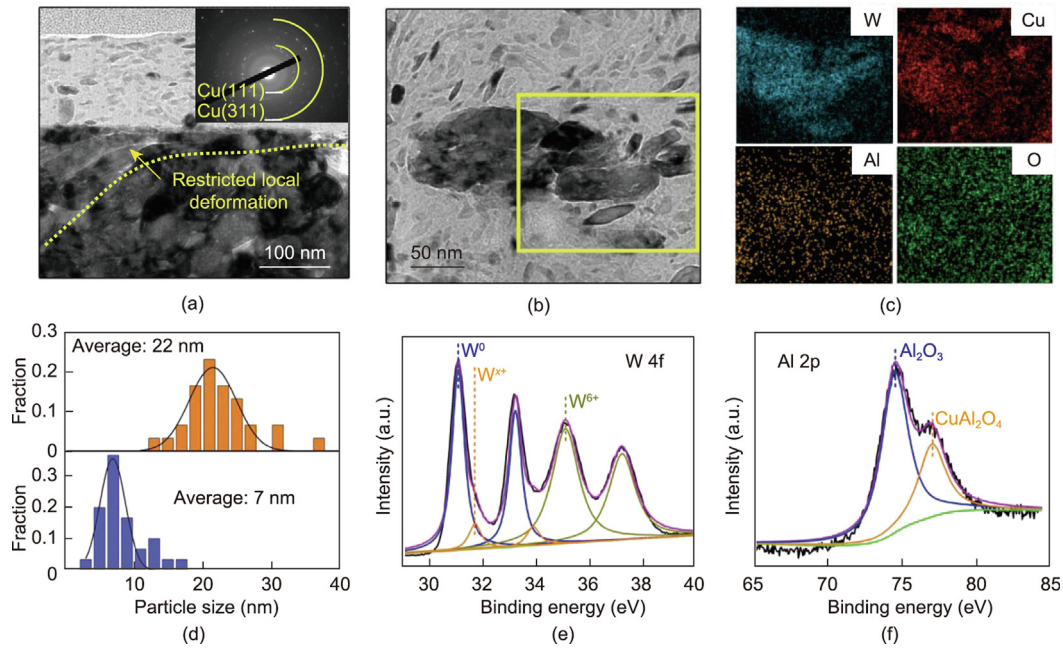 Cu(111)
Cu(311)
Restricted local
deformation
100 nm
(a)
50 nm
(b)
W
Cu
Al
O
(c)
0.3
0.2
0.1
0
Fraction
Average: 22 nm
0.3
0.2
0.1
0
Fraction
Average: 7 nm
0
10
20
30
40
Particle size (nm)
(d)
Intensity (a.u.)
W⁰
Wˣ⁺
W⁶⁺
W 4f
30
32
34
36
38
40
Binding energy (eV)
(e)
Intensity (a.u.)
Al 2p
Al₂O₃
CuAl₂O₄
65
70
75
80
85
Binding energy (eV)
(f)